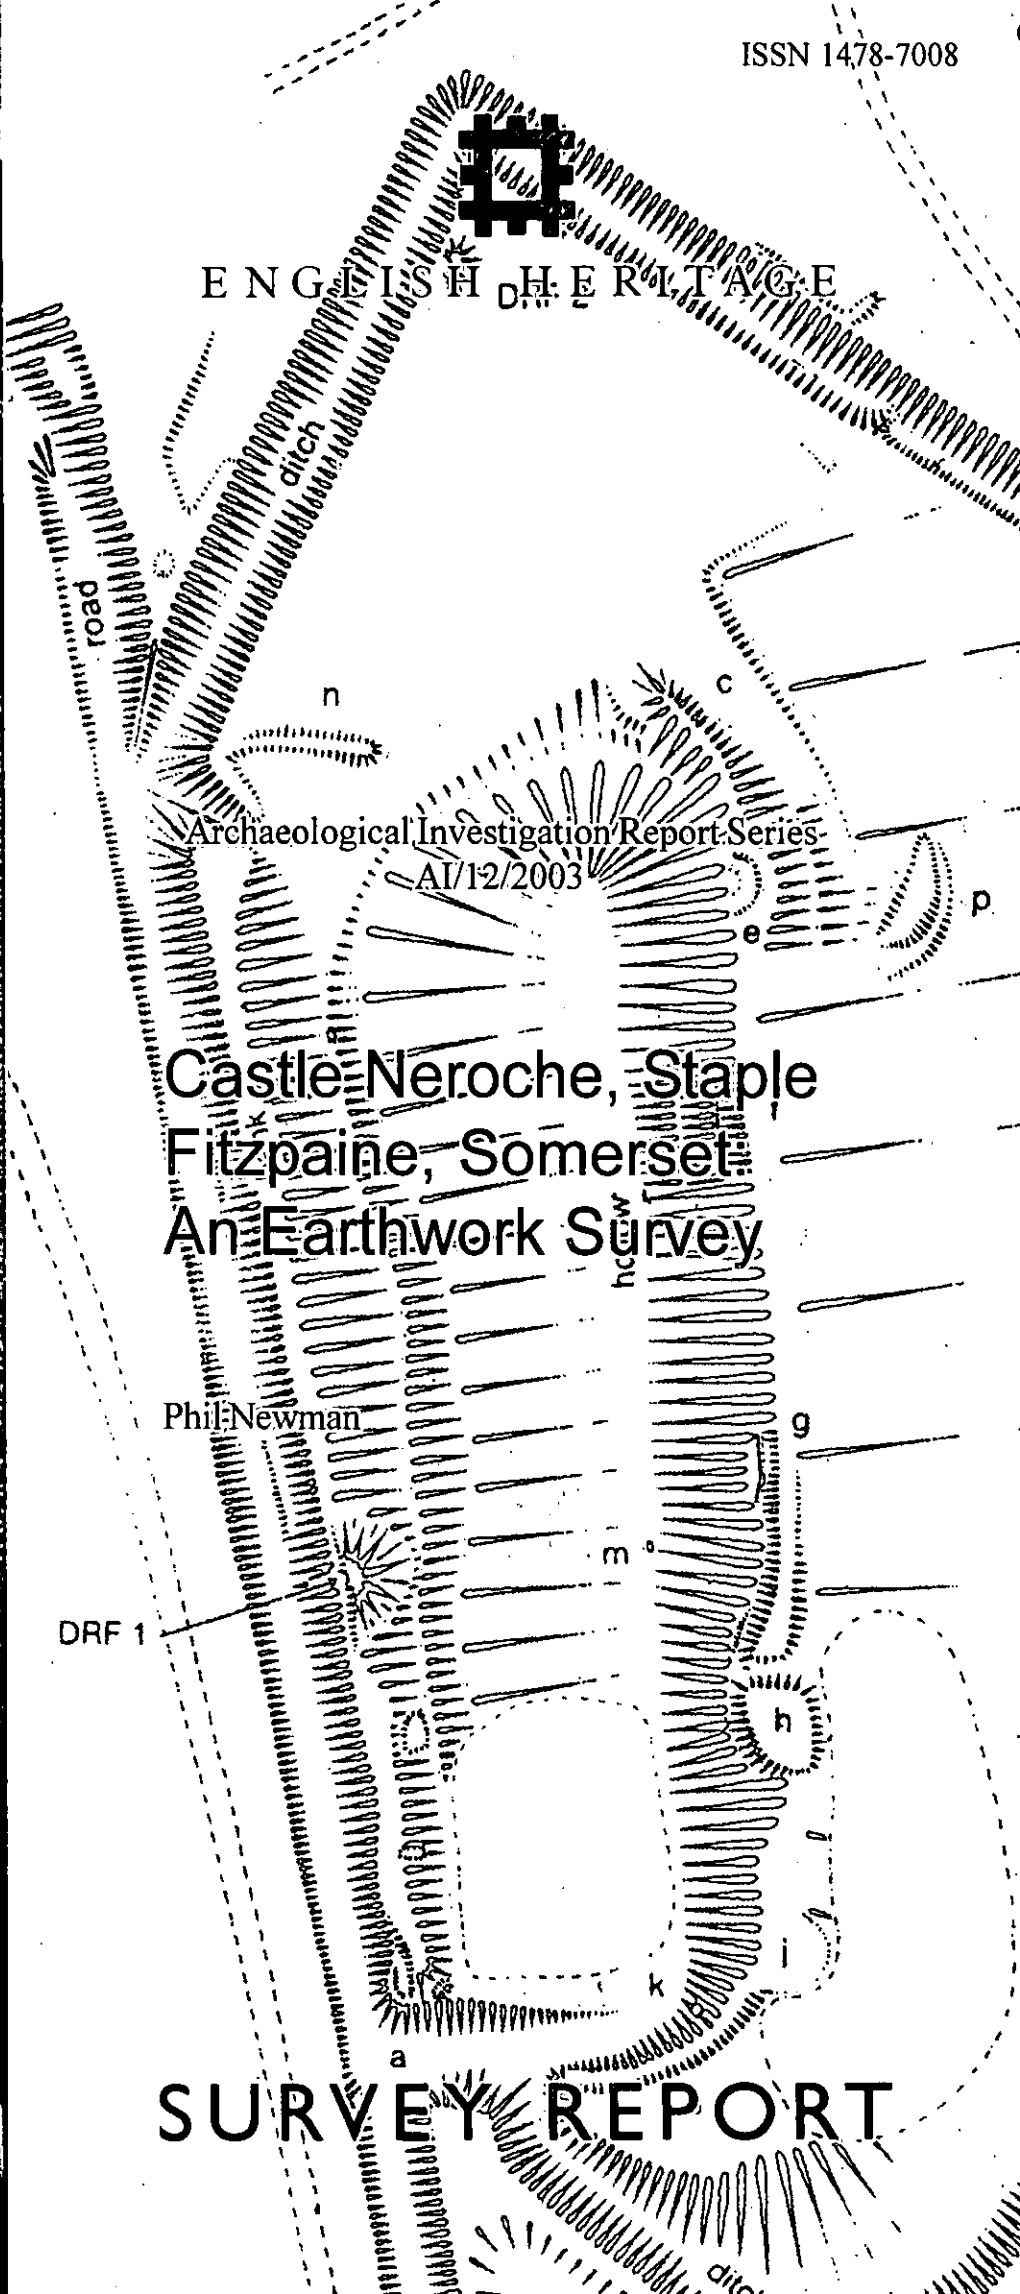 ISSN 1478-7008
ENGLISH HERITAGE
D
ditch
road
n
c
Archaeological Investigation Report Series
AI/12/2003
p
e
Castle Neroche, Staple
Fitzpaine, Somerset
An Earthwork Survey
Phil Newman
g
m
DRF 1
h
j
k
a
SURVEY REPORT